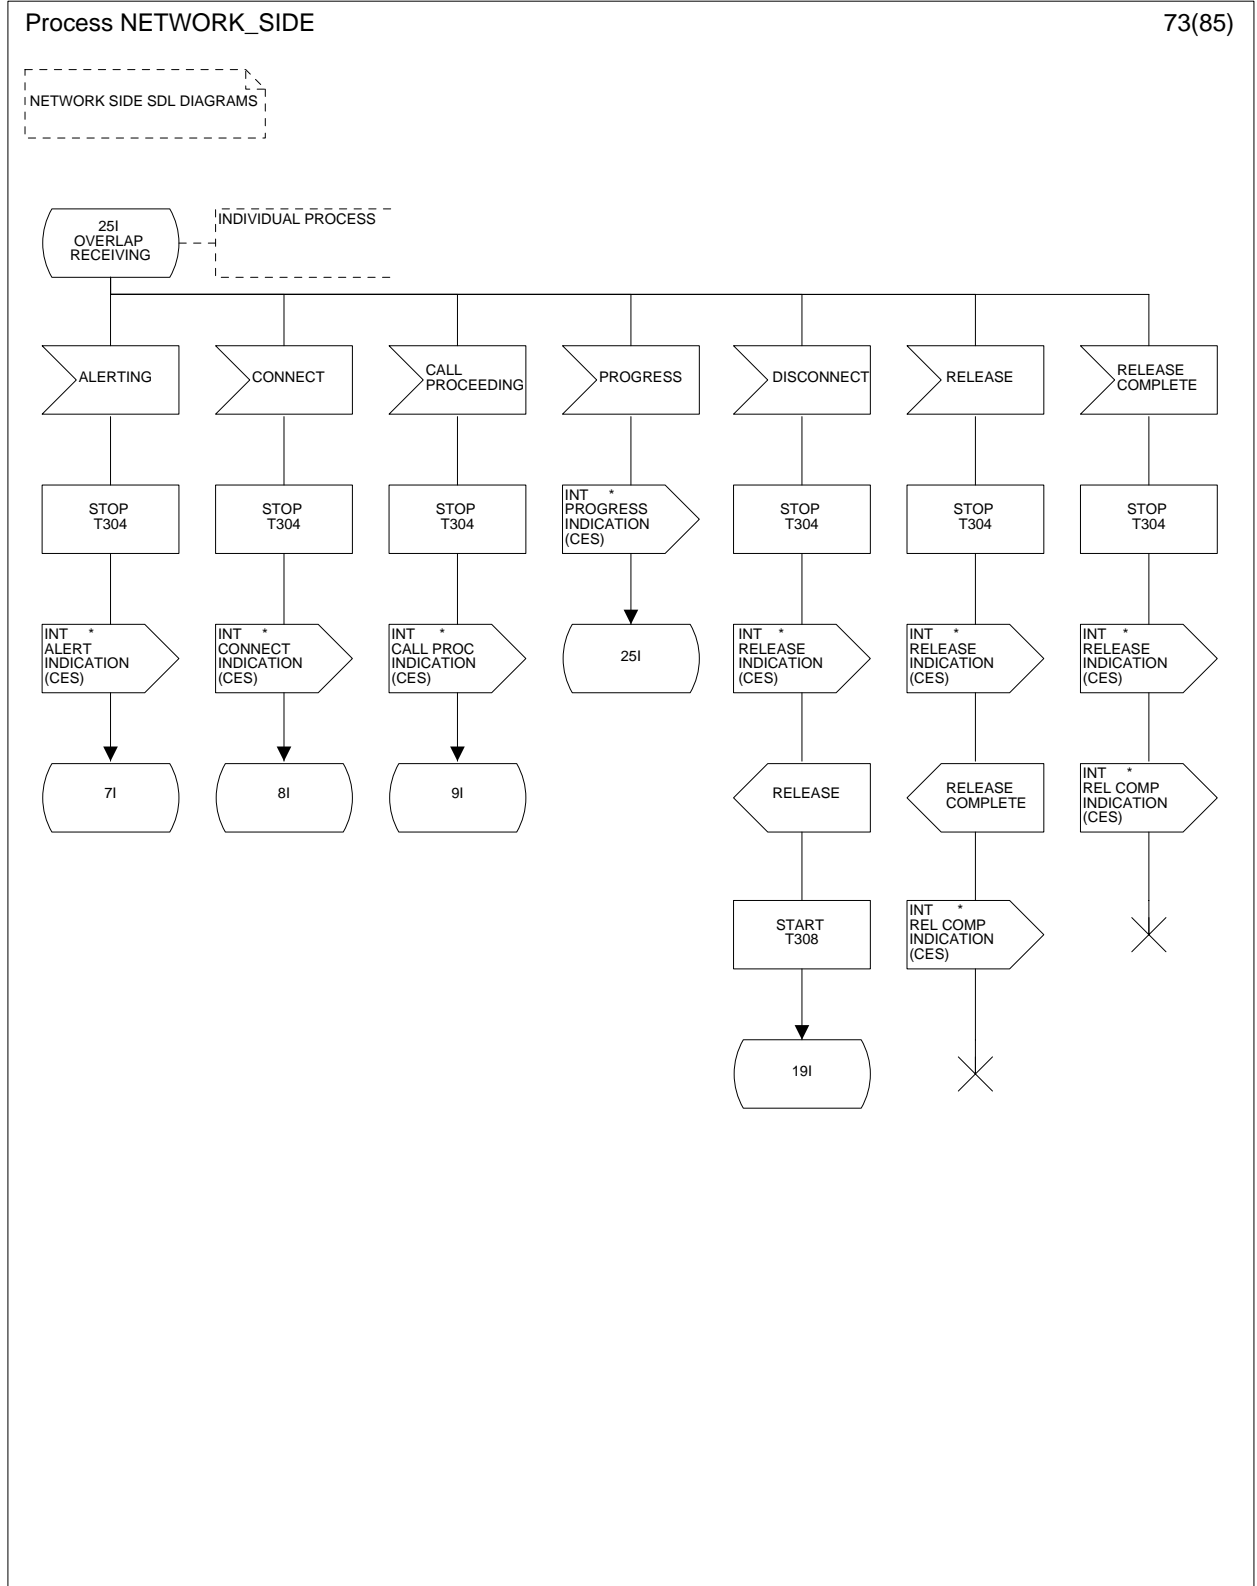 Process NETWORK_SIDE
73(85)
NETWORK SIDE SDL DIAGRAMS
25I
OVERLAP
RECEIVING
INDIVIDUAL PROCESS
ALERTING
CONNECT
CALL
PROCEEDING
PROGRESS
DISCONNECT
RELEASE
RELEASE
COMPLETE
STOP
T304
STOP
T304
STOP
T304
INT *
PROGRESS
INDICATION
(CES)
STOP
T304
STOP
T304
STOP
T304
INT *
ALERT
INDICATION
(CES)
INT *
CONNECT
INDICATION
(CES)
INT *
CALL PROC
INDICATION
(CES)
25I
INT *
RELEASE
INDICATION
(CES)
INT *
RELEASE
INDICATION
(CES)
INT *
RELEASE
INDICATION
(CES)
7I
8I
9I
RELEASE
RELEASE
COMPLETE
INT *
REL COMP
INDICATION
(CES)
START
T308
INT *
REL COMP
INDICATION
(CES)
19I